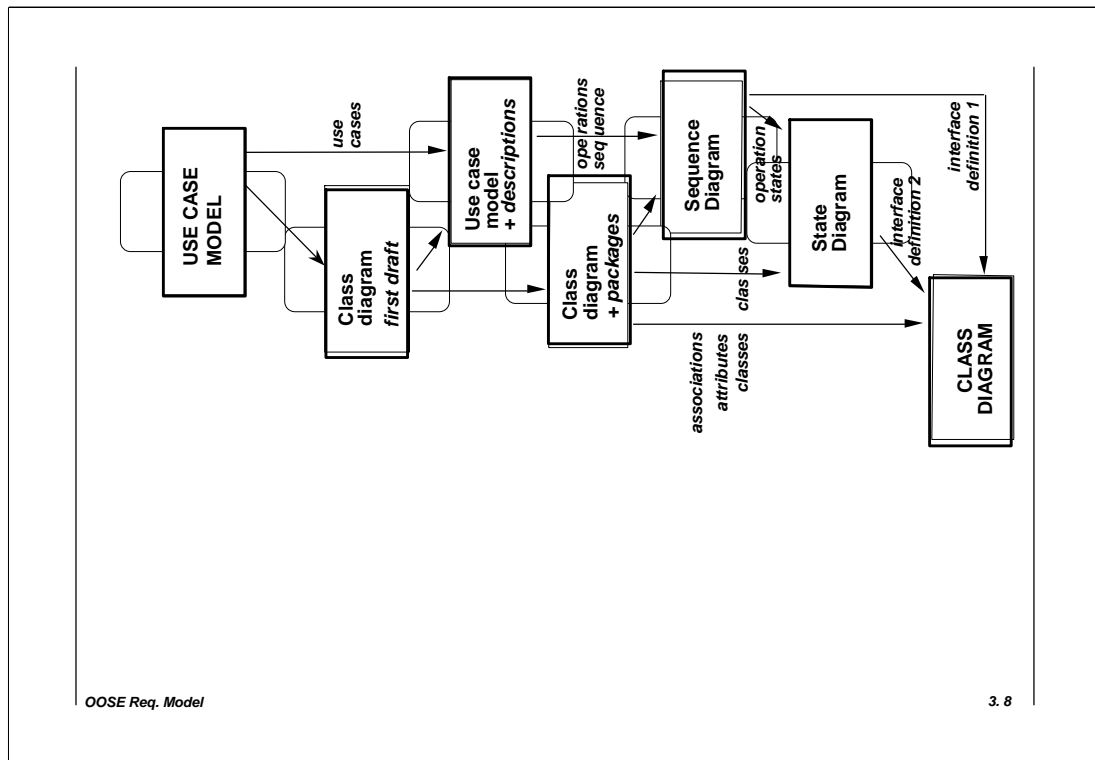 USE CASE
MODEL
use
cases
Class
diagram
first draft
Use case
model
+ descriptions
operations
sequence
Class
diagram
+ packages
Sequence
Diagram
associations
attributes
classes
classes
operation
states
State
Diagram
interface
definition 2
interface
definition 1
CLASS
DIAGRAM
OOSE Req. Model
3. 8